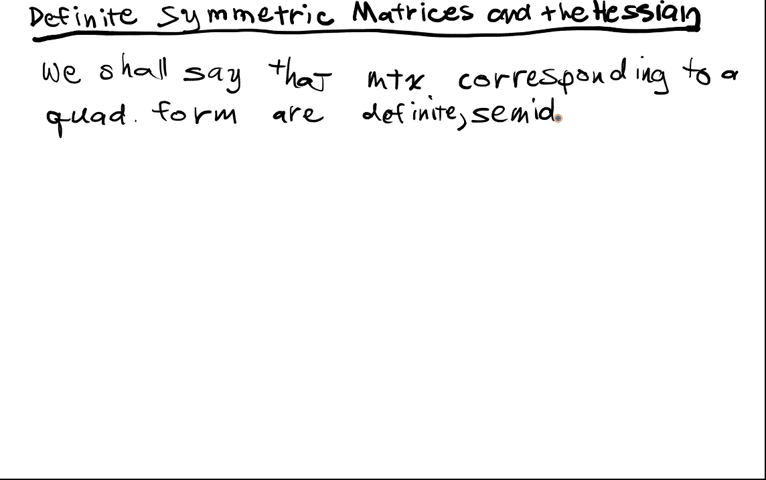 Definite Symmetric Matrices and the Hessian
We shall say that mtx corresponding to a
quad. form are definite, semid